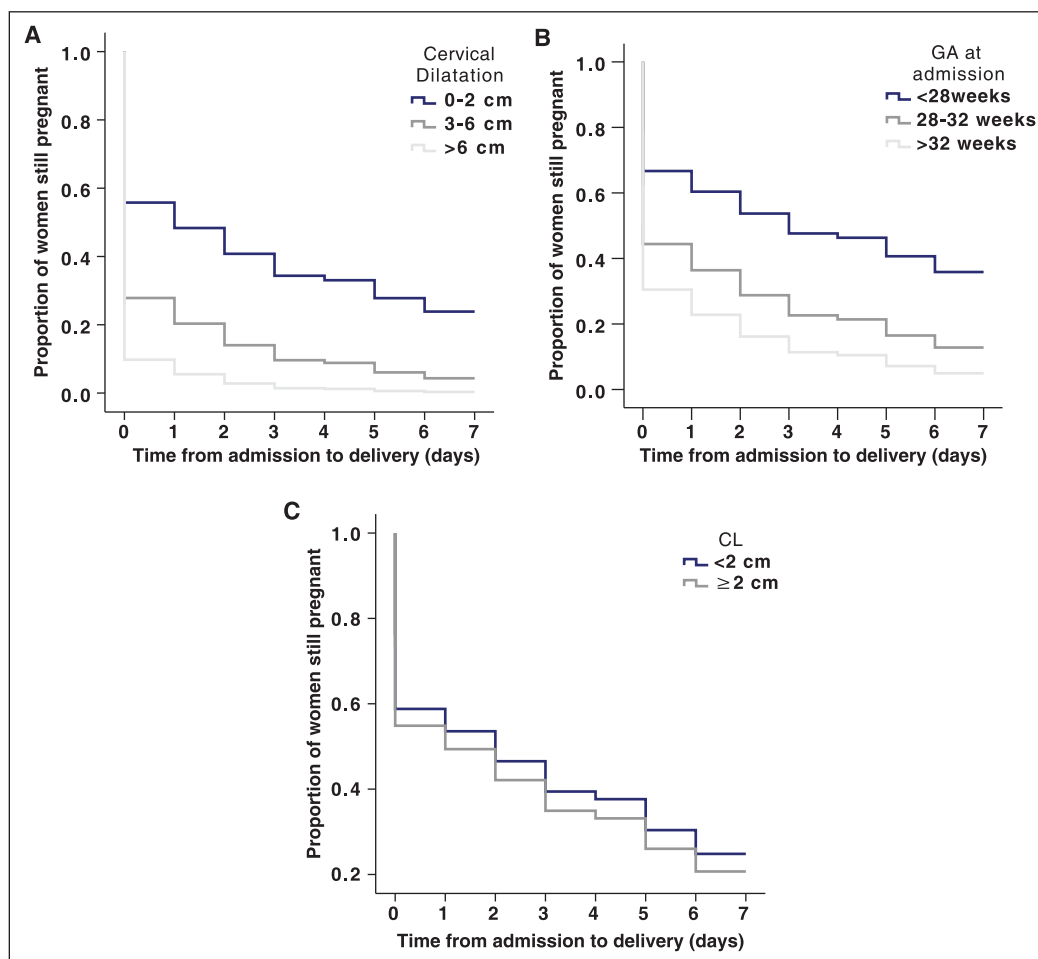 A
Cervical
Dilatation
0-2 cm
3-6 cm
>6 cm
Proportion of women still pregnant
1.0
0.8
0.6
0.4
0.2
0.0
0 1 2 3 4 5 6 7
Time from admission to delivery (days)
B
GA at
admission
<28weeks
28-32 weeks
>32 weeks
Proportion of women still pregnant
1.0
0.8
0.6
0.4
0.2
0.0
0 1 2 3 4 5 6 7
Time from admission to delivery (days)
C
CL
<2 cm
≥2 cm
Proportion of women still pregnant
1.0
0.8
0.6
0.4
0.2
0 1 2 3 4 5 6 7
Time from admission to delivery (days)